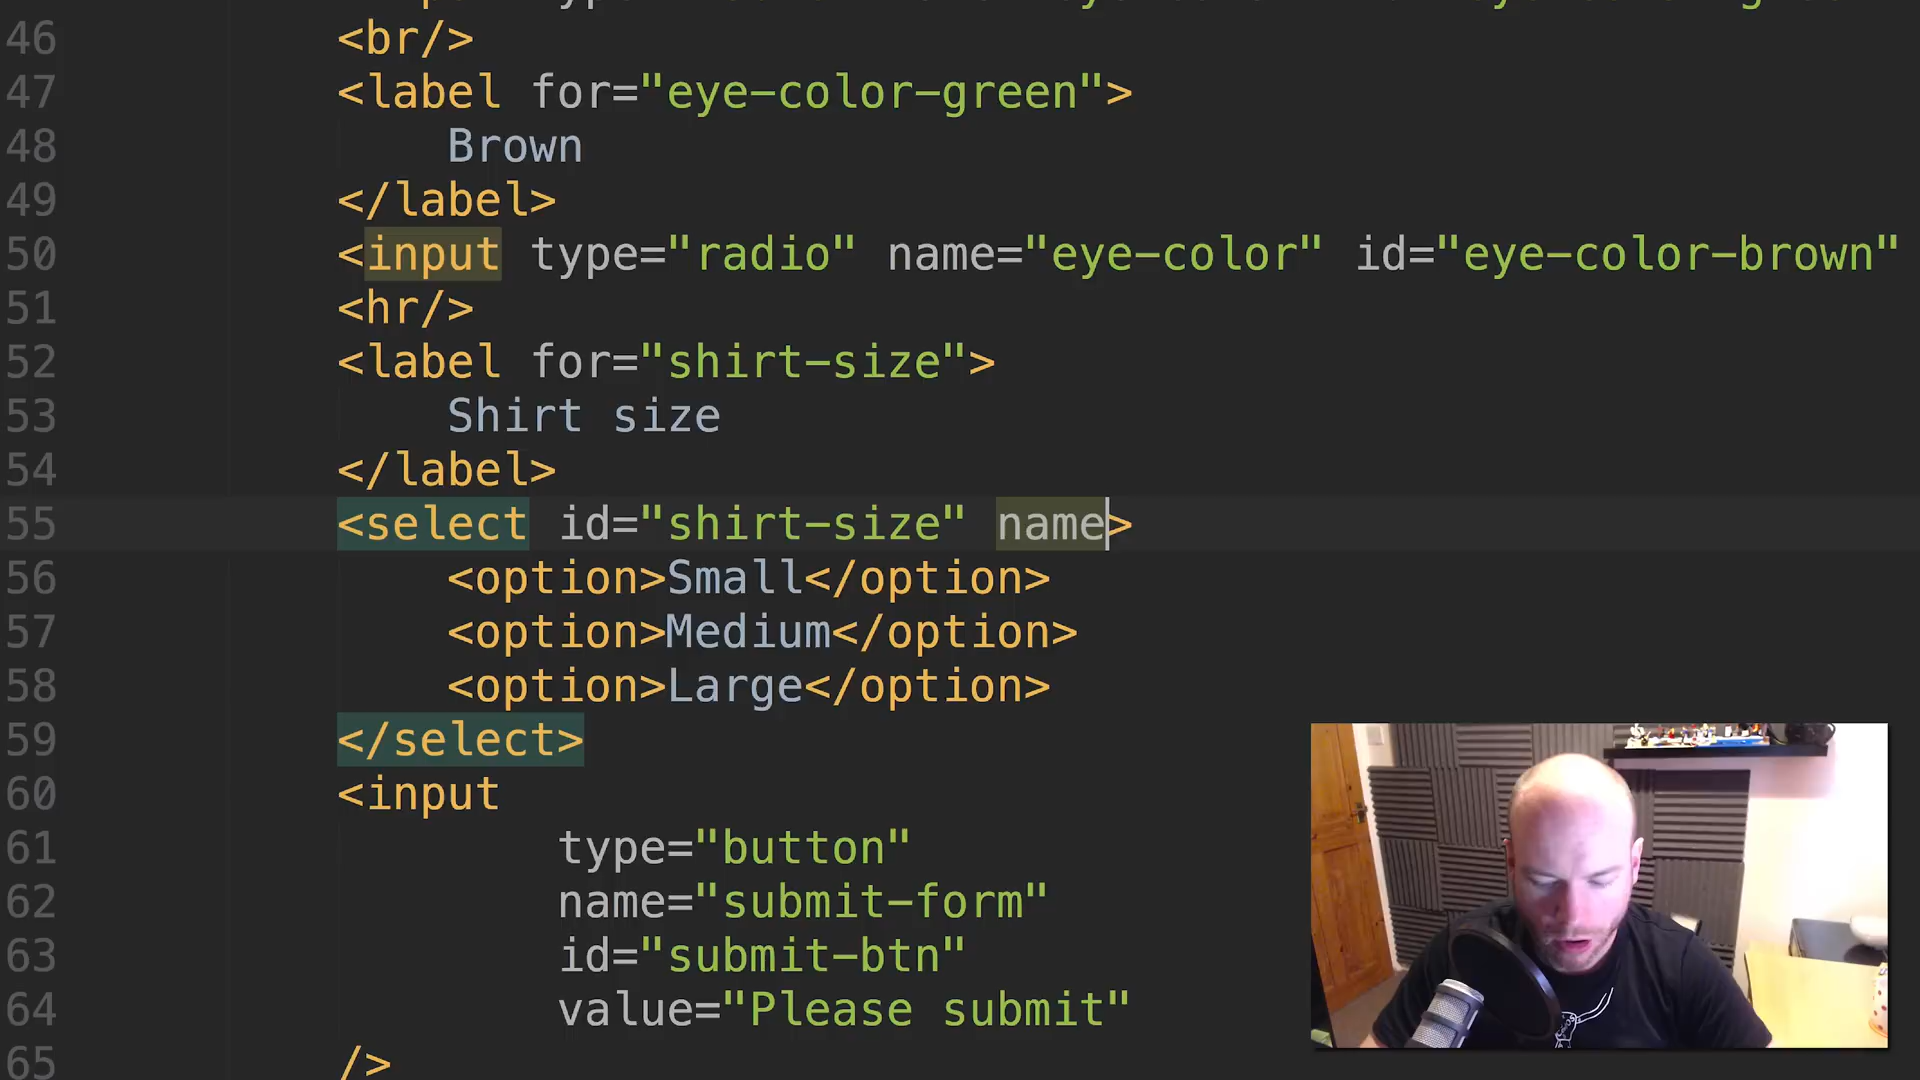 46 <br/>
47 <label for="eye-color-green">
48 Brown
49 </label>
50 <input type="radio" name="eye-color" id="eye-color-brown"
51 <hr/>
52 <label for="shirt-size">
53 Shirt size
54 </label>
55 <select id="shirt-size" name>
56 <option>Small</option>
57 <option>Medium</option>
58 <option>Large</option>
59 </select>
60 <input
61 type="button"
62 name="submit-form"
63 id="submit-btn"
64 value="Please submit"
65 />